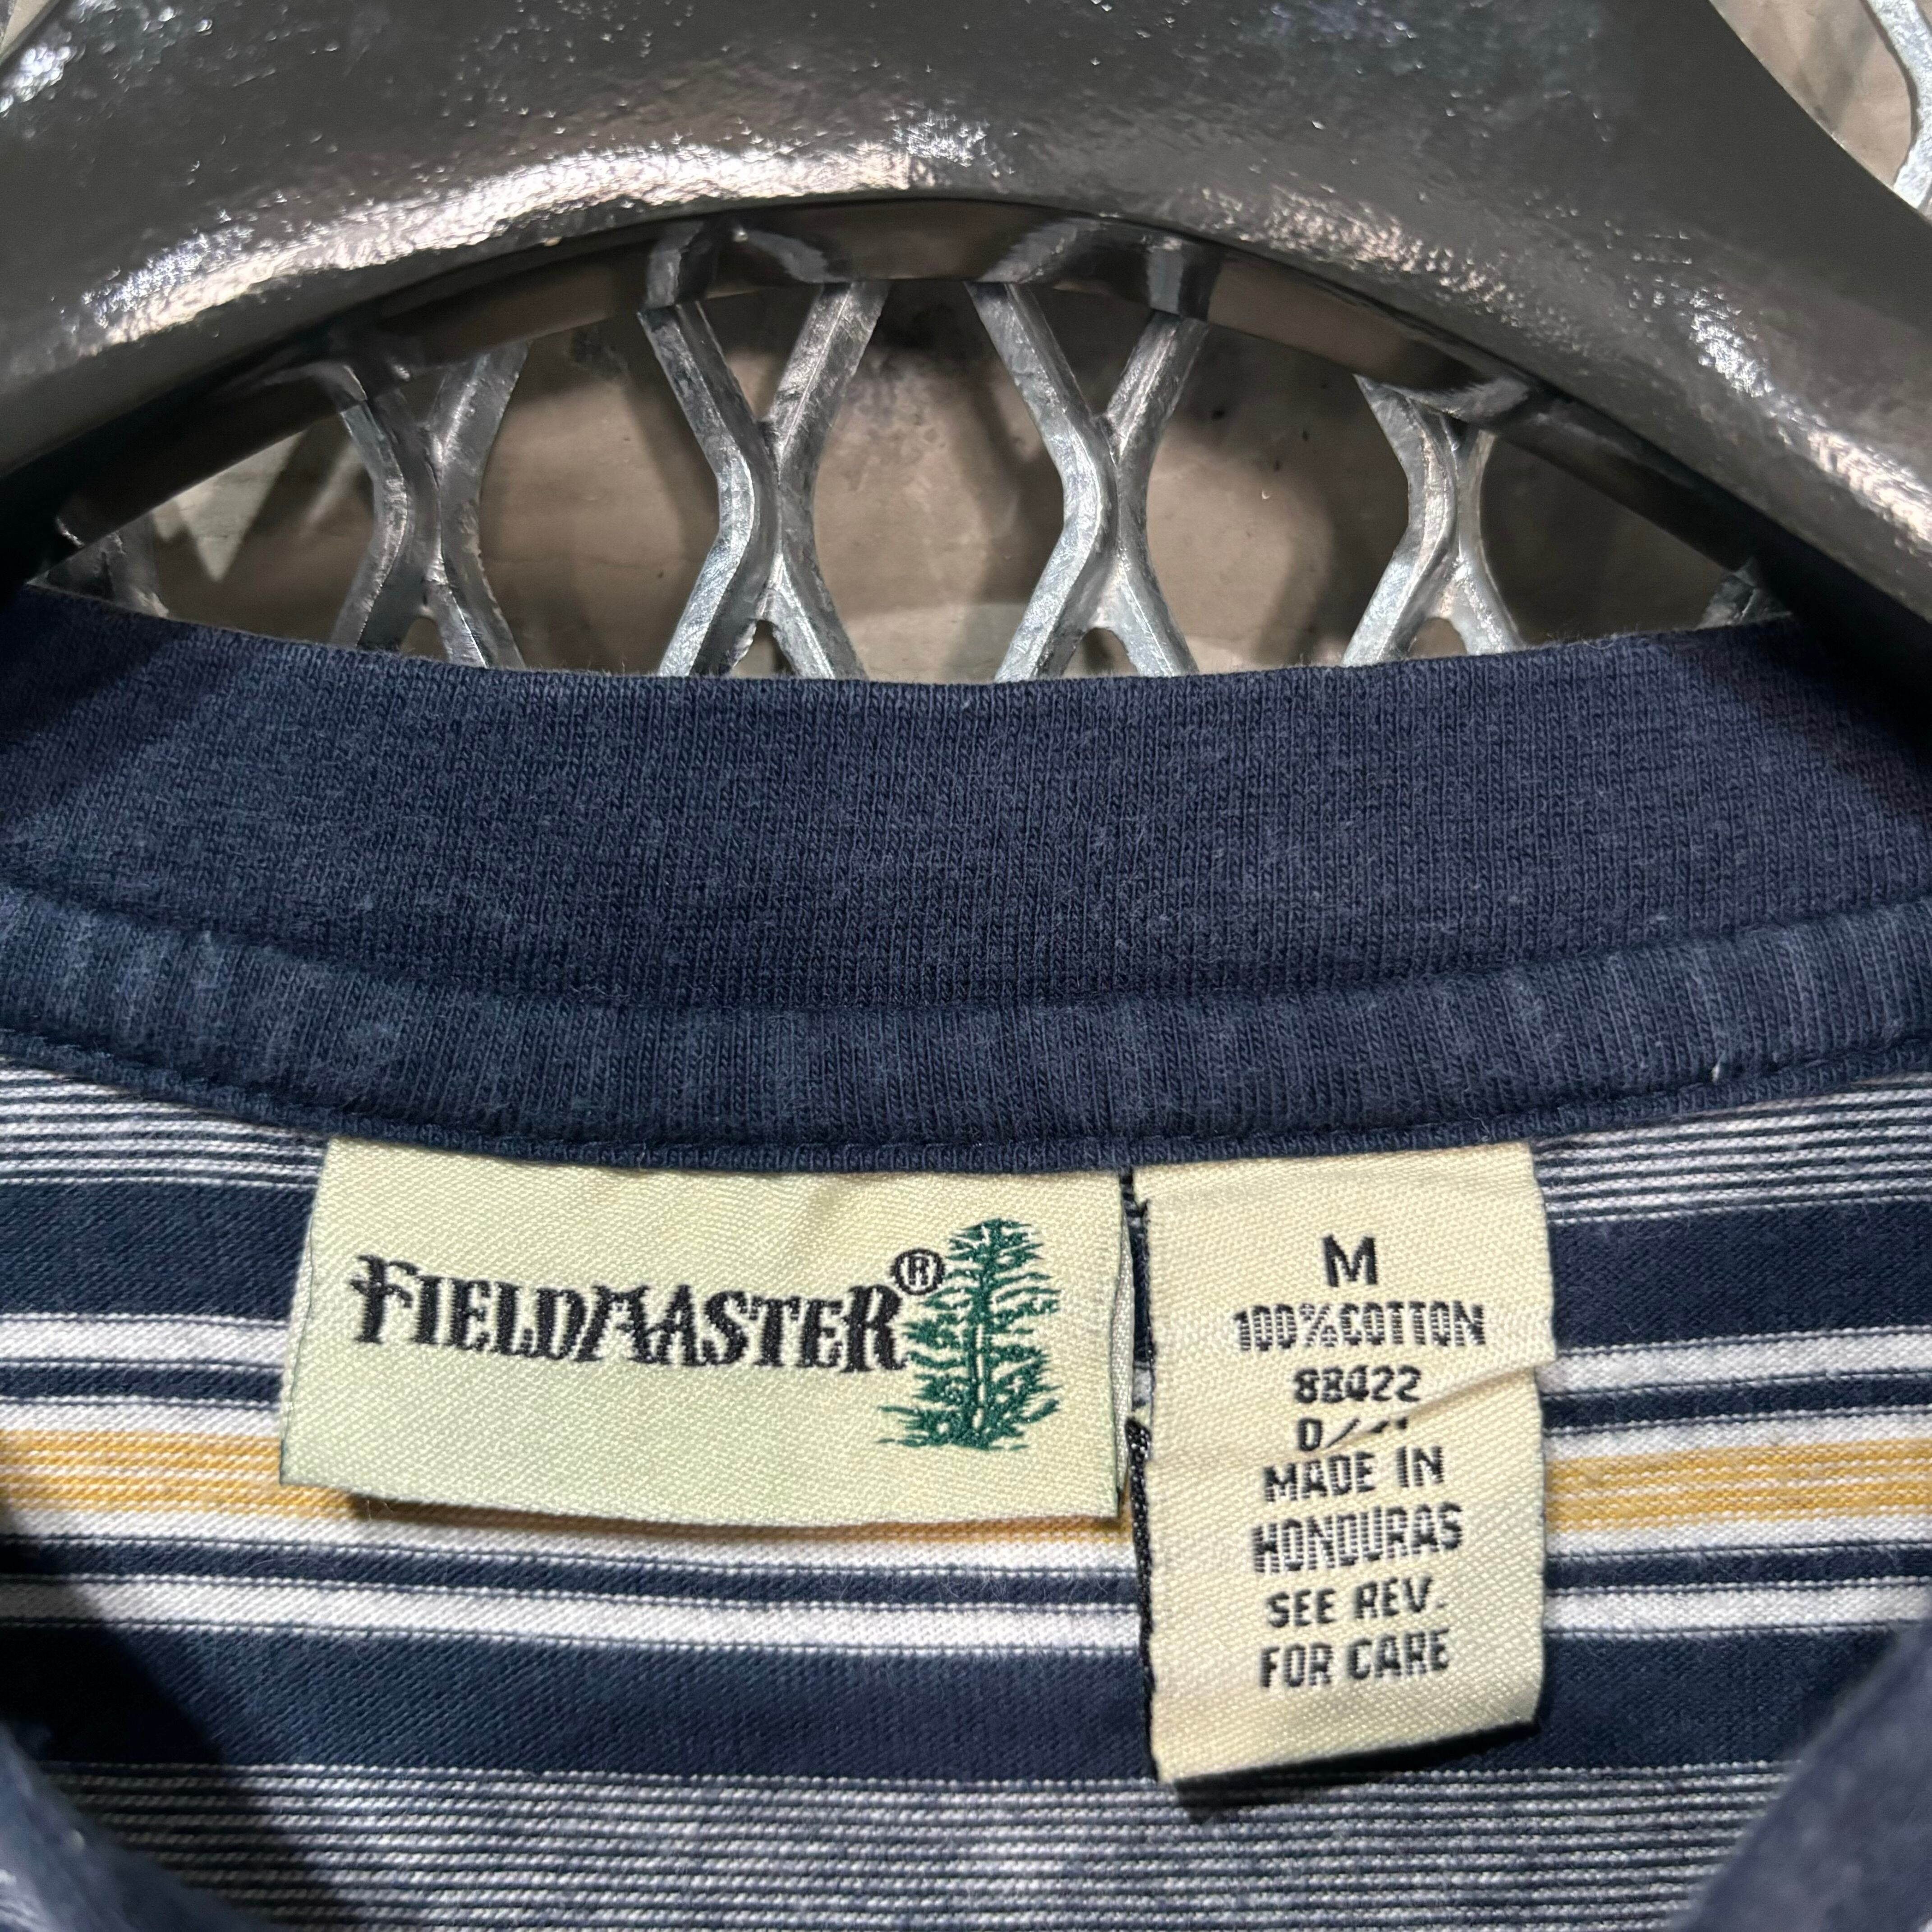 FIELDMASTER®
M
100% COTTON
88422
MADE IN
HONDURAS
SEE REV.
FOR CARE